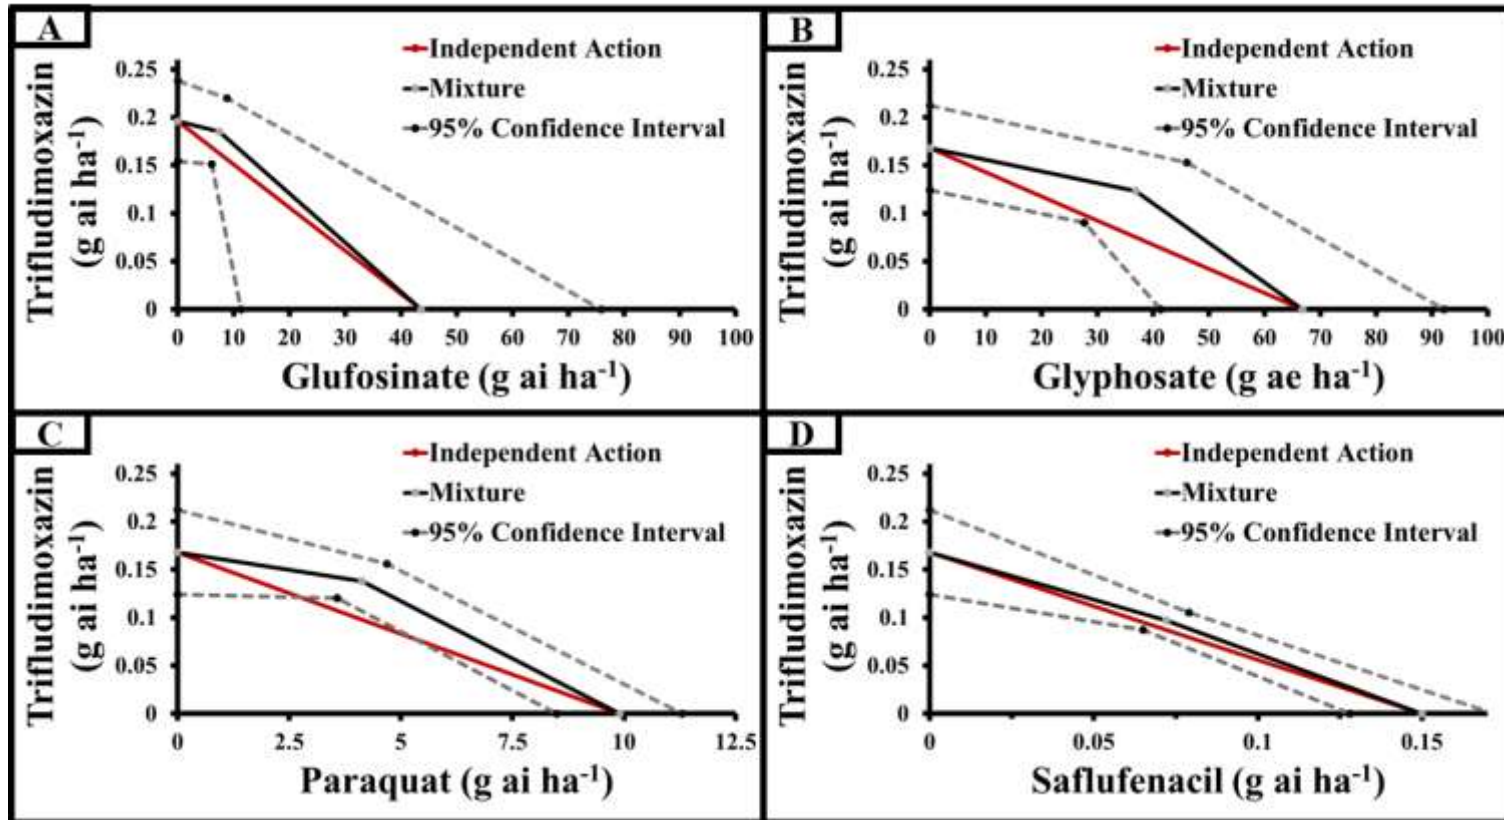 A
Independent Action
Mixture
95% Confidence Interval
Trifludimoxazin
(g ai ha-1)
0.25
0.2
0.15
0.1
0.05
0
0 10 20 30 40 50 60 70 80 90 100
Glufosinate (g ai ha-1)
B
Independent Action
Mixture
95% Confidence Interval
Trifludimoxazin
(g ai ha-1)
0.25
0.2
0.15
0.1
0.05
0
0 10 20 30 40 50 60 70 80 90 100
Glyphosate (g ae ha-1)
C
Independent Action
Mixture
95% Confidence Interval
Trifludimoxazin
(g ai ha-1)
0.25
0.2
0.15
0.1
0.05
0
0 2.5 5 7.5 10 12.5
Paraquat (g ai ha-1)
D
Independent Action
Mixture
95% Confidence Interval
Trifludimoxazin
(g ai ha-1)
0.25
0.2
0.15
0.1
0.05
0
0 0.05 0.1 0.15
Saflufenacil (g ai ha-1)